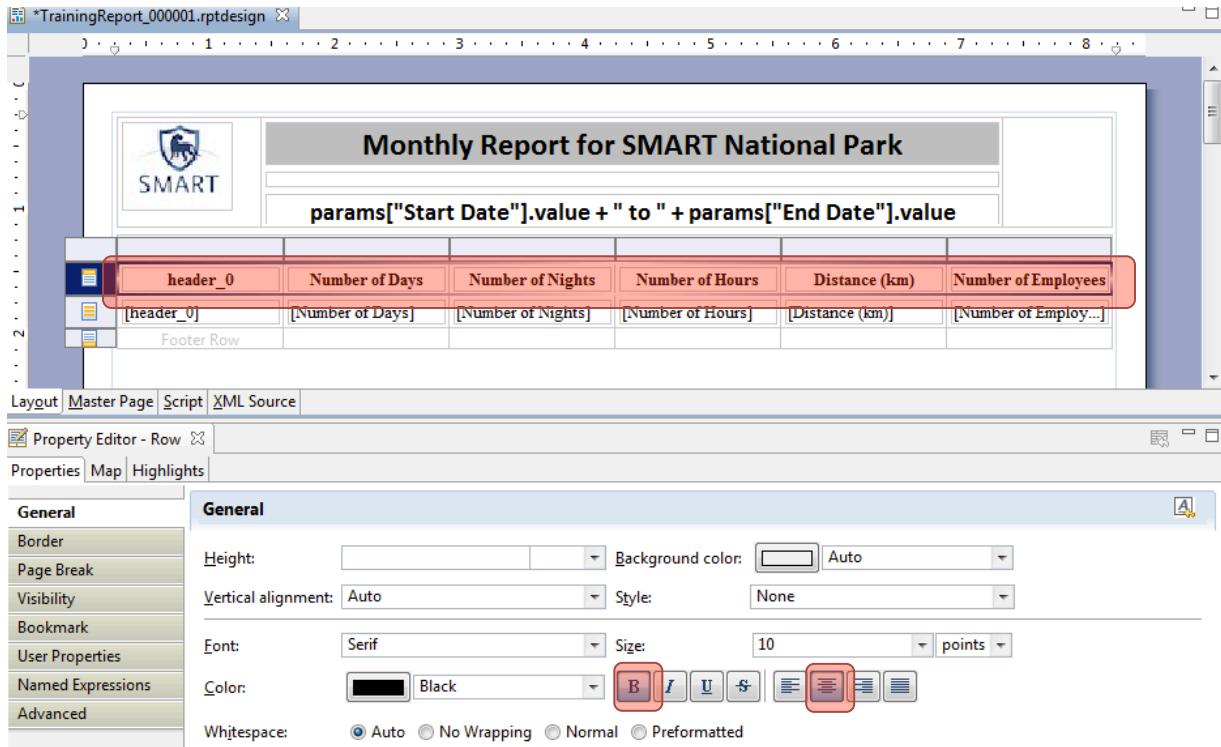 *TrainingReport_000001.rptdesign
0 1 2 3 4 5 6 7 8
0
1
2
SMART
Monthly Report for SMART National Park
params["Start Date"].value + " to " + params["End Date"].value
header_0 Number of Days Number of Nights Number of Hours Distance (km) Number of Employees
[header_0] [Number of Days] [Number of Nights] [Number of Hours] [Distance (km)] [Number of Employ...]
Footer Row
Layout Master Page Script XML Source
Property Editor - Row
Properties Map Highlights
General
Border
Page Break
Visibility
Bookmark
User Properties
Named Expressions
Advanced
General
Height: Background color: Auto
Vertical alignment: Auto Style: None
Font: Serif Size: 10 points
Color: Black B I U S
Whitespace: Auto No Wrapping Normal Preformatted